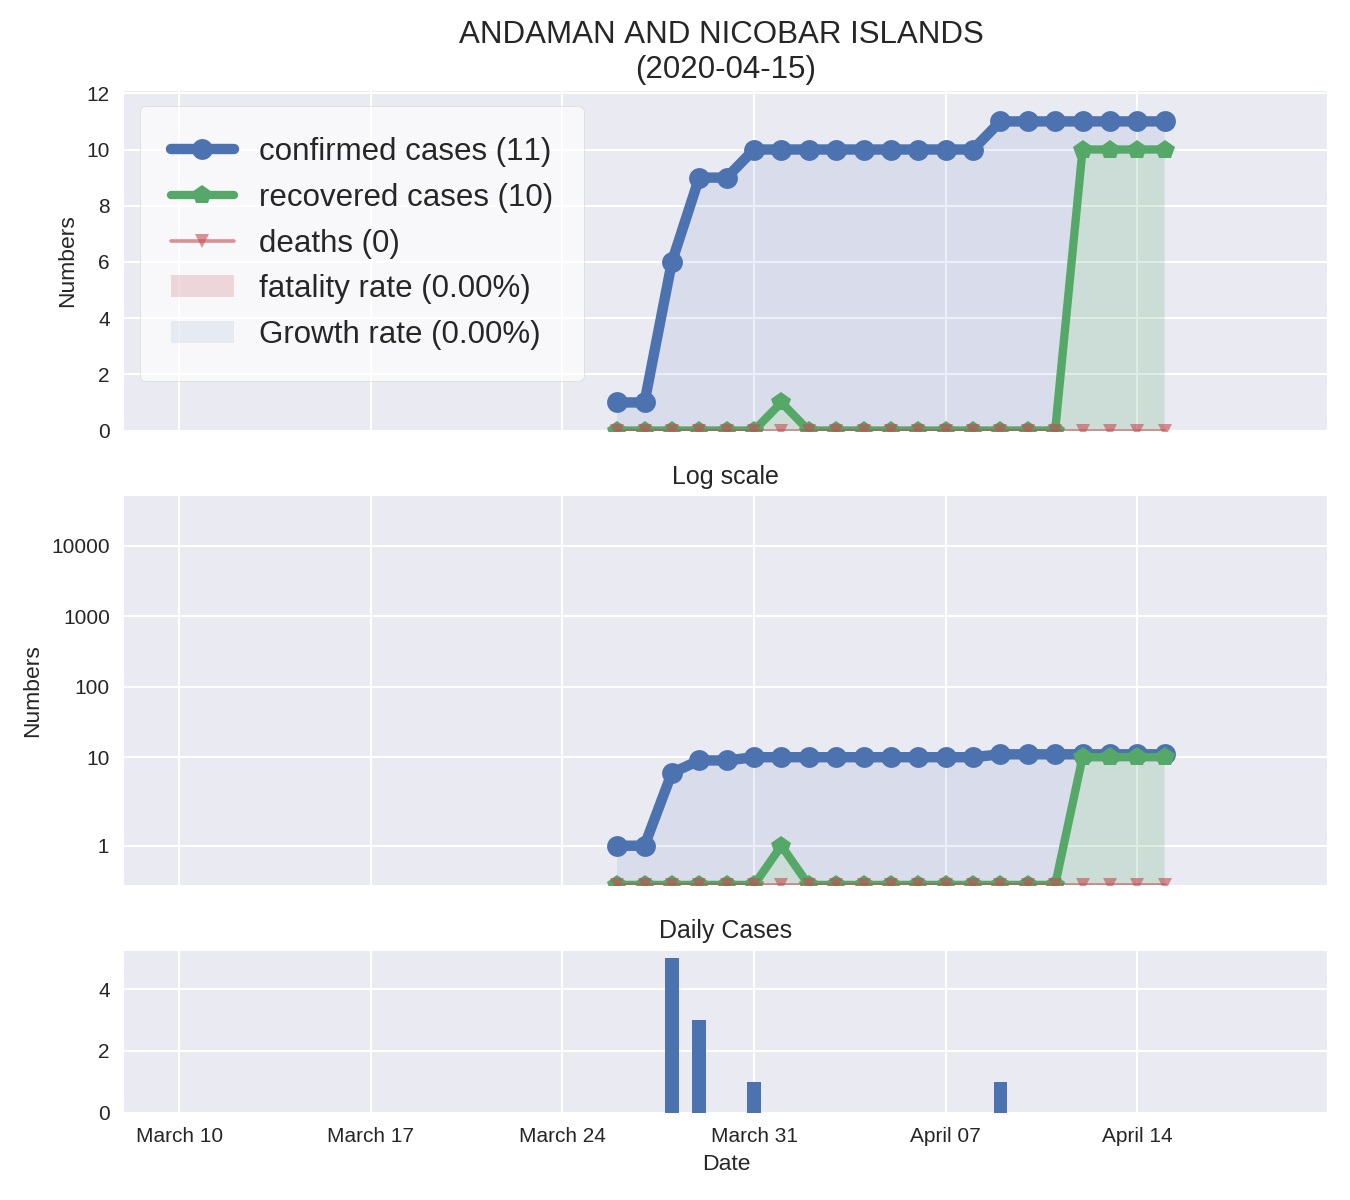 ANDAMAN AND NICOBAR ISLANDS
(2020-04-15)
12
10
8
6
4
2
0
Numbers
confirmed cases (11)
recovered cases (10)
deaths (0)
fatality rate (0.00%)
Growth rate (0.00%)
Log scale
10000
1000
100
10
1
Numbers
Daily Cases
4
2
0
March 10 March 17 March 24 March 31 April 07 April 14
Date